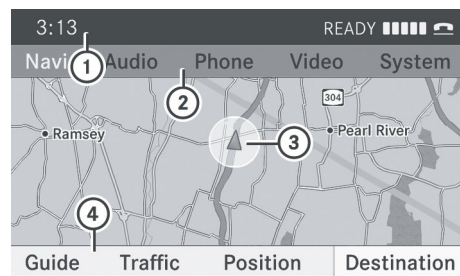 3:13 READY
1
Navi Audio Phone Video System
2
304
Ramsey 3 Pearl River
4
Guide Traffic Position Destination